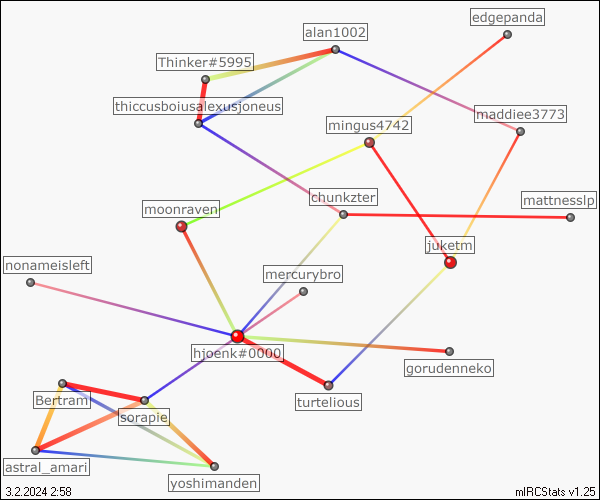 edgepanda
alan1002
Thinker#5995
thiccusboiusalexusjoneus
maddiee3773
mingus4742
chunkzter
mattnesslp
moonraven
juketm
nonameisleft
mercurybro
hjoenk#0000
gorudenneko
Bertram
turtelious
sorapie
astral_amari
yoshimanden
3.2.2024 2:58
mIRCStats v1.25